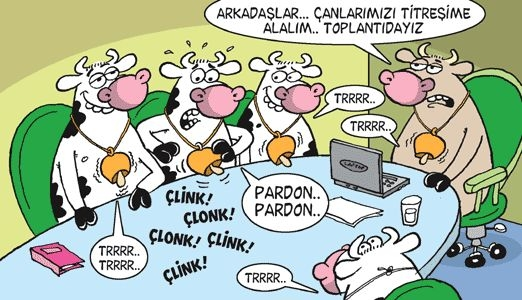 ARKADAŞLAR... ÇANLARIMIZI TİTREŞİME
ALALIM.. TOPLANTIDAYIZ
TRRRR..
TRRRR..
PARDON..
PARDON..
ÇLINK!
ÇLONK!
ÇLONK! ÇLINK!
ÇLINK!
TRRRR..
TRRRR..
TRRRR..
LAPTOP